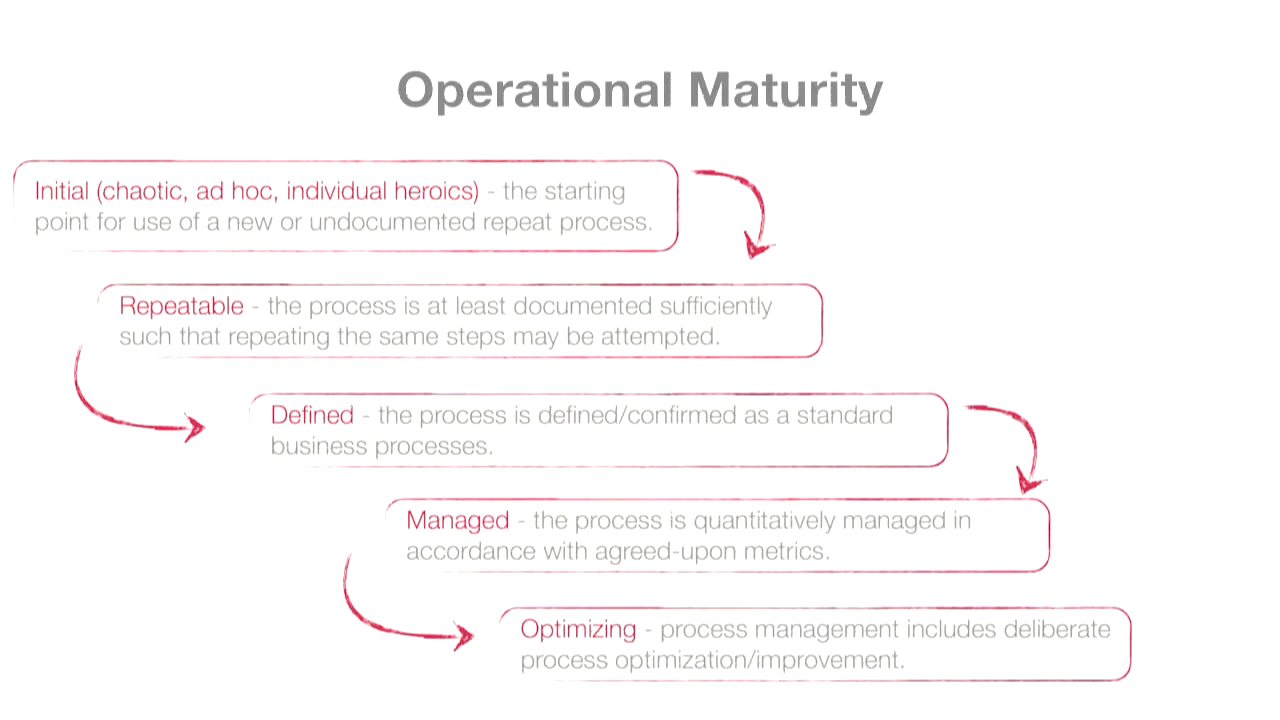 Operational Maturity
Initial (chaotic, ad hoc, individual heroics) - the starting
point for use of a new or undocumented repeat process.
Repeatable - the process is at least documented sufficiently
such that repeating the same steps may be attempted.
Defined - the process is defined/confirmed as a standard
business processes.
Managed - the process is quantitatively managed in
accordance with agreed-upon metrics.
Optimizing - process management includes deliberate
process optimization/improvement.